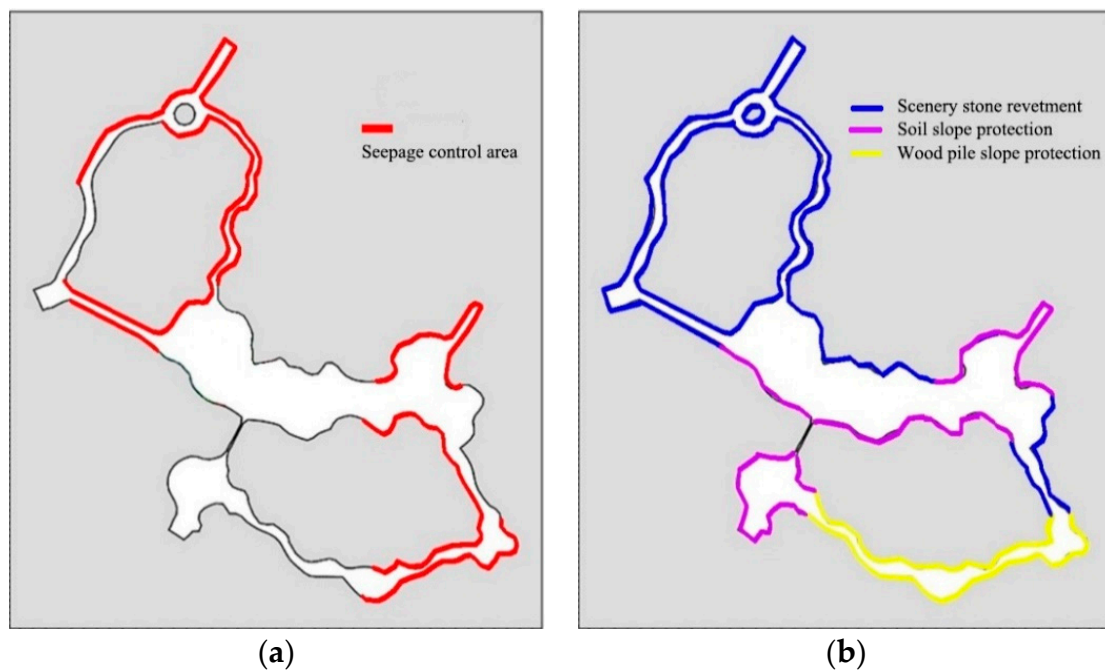 Seepage control area
Scenery stone revetment
Soil slope protection
Wood pile slope protection
(a)
(b)